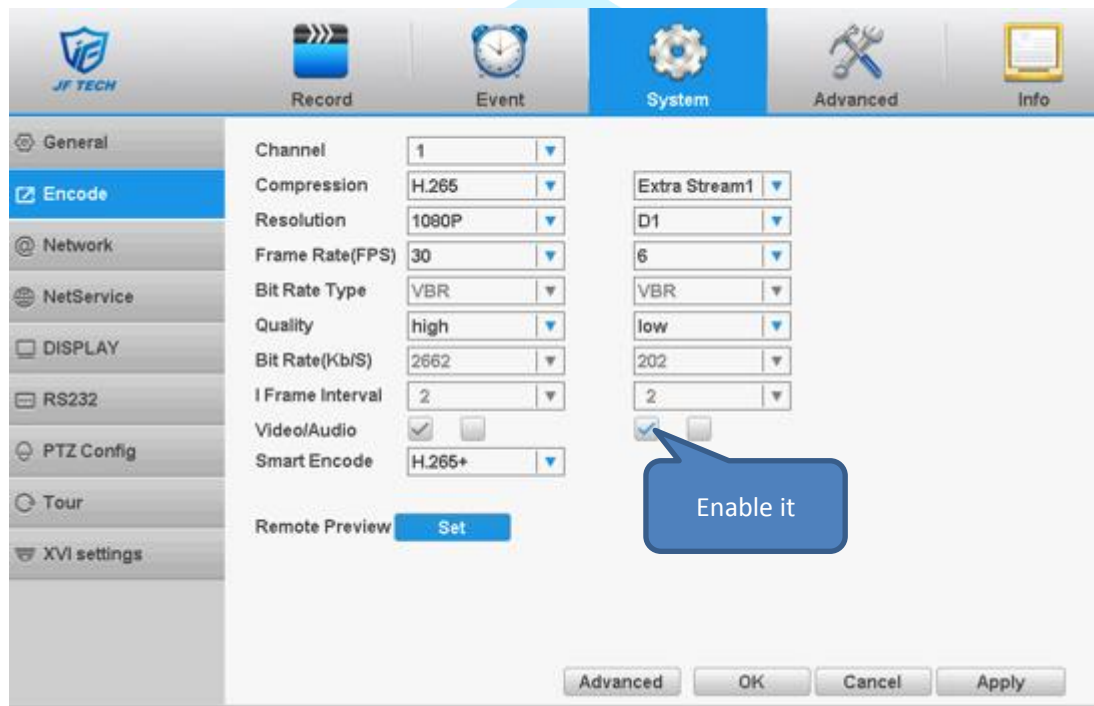 JF TECH
Record Event System Advanced Info
General
Encode
Network
NetService
DISPLAY
RS232
PTZ Config
Tour
XVI settings
Channel 1
Compression H.265 Extra Stream1
Resolution 1080P D1
Frame Rate(FPS) 30 6
Bit Rate Type VBR VBR
Quality high low
Bit Rate(Kb/S) 2662 202
I Frame Interval 2 2
Video/Audio
Smart Encode H.265+
Enable it
Remote Preview Set
Advanced OK Cancel Apply